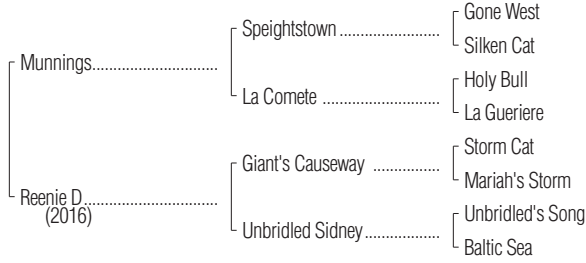 Gone West
Speightstown
Silken Cat
Munnings
Holy Bull
La Comete
La Gueriere
Storm Cat
Giant's Causeway
Mariah's Storm
Reenie D
(2016)
Unbridled's Song
Unbridled Sidney
Baltic Sea